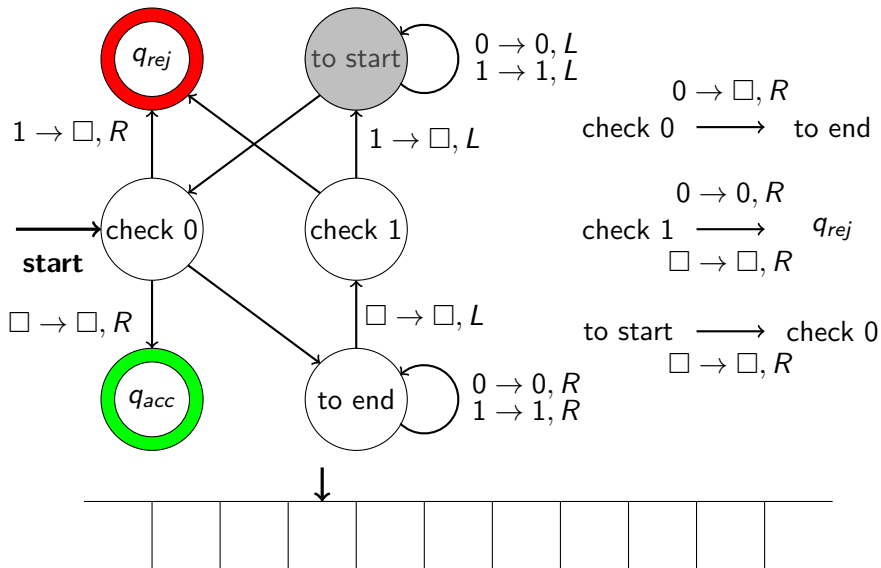 q_rej
to start
0 → 0, L
1 → 1, L
1 → □, R
1 → □, L
check 0
check 1
start
□ → □, R
□ → □, L
q_acc
to end
0 → 0, R
1 → 1, R
0 → □, R
check 0 → to end
0 → 0, R
check 1 → q_rej
□ → □, R
to start → check 0
□ → □, R